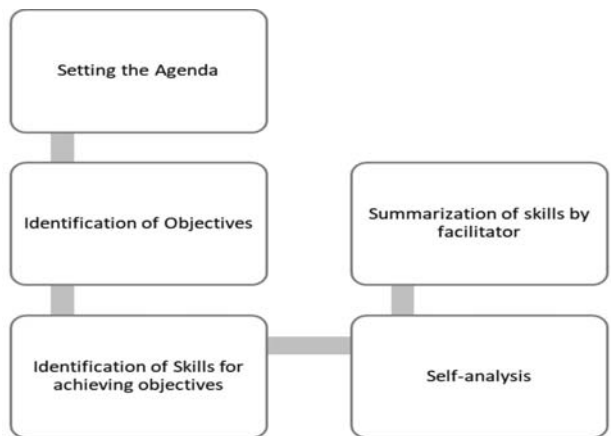 Setting the Agenda
Identification of Objectives
Identification of Skills for
achieving objectives
Self-analysis
Summarization of skills by
facilitator